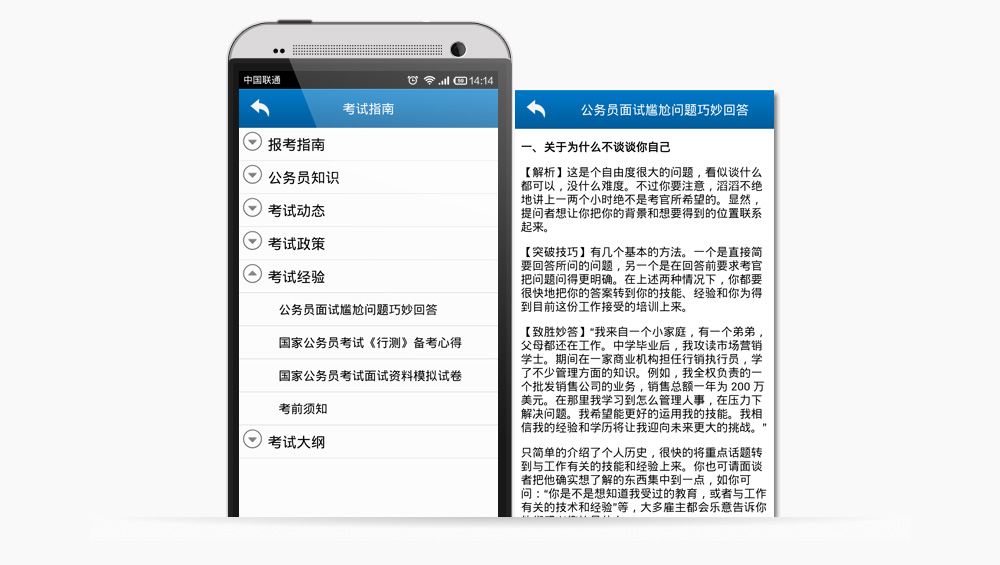 中国联通
14:14
考试指南
报考指南
公务员知识
考试动态
考试政策
考试经验
公务员面试尴尬问题巧妙回答
国家公务员考试《行测》备考心得
国家公务员考试面试资料模拟试卷
考前须知
考试大纲
公务员面试尴尬问题巧妙回答
一、关于为什么不谈谈你自己
【解析】这是个自由度很大的问题，看似谈什么
都可以，没什么难度。不过你要注意，滔滔不绝
地讲上一两个小时绝不是考官所希望的。显然，
提问者想让你把你的背景和想要得到的位置联系
起来。
【突破技巧】有几个基本的方法。一个是直接简
要回答所问的问题，另一个是在回答前要求考官
把问题问得更明确。在上述两种情况下，你都要
很快地把你的答案转到你的技能、经验和你为得
到目前这份工作接受的培训上来。
【致胜妙答】“我来自一个小家庭，有一个弟弟，
父母都还在工作。中学毕业后，我攻读市场营销
学士。期间在一家商业机构担任行销执行员，学
了不少管理方面的知识。例如，我全权负责的一
个批发销售公司的业务，销售总额一年为 200 万
美元。在那里我学习到怎么管理人事，在压力下
解决问题。我希望能更好的运用我的技能。我相
信我的经验和学历将让我迎向未来更大的挑战。”
只简单的介绍了个人历史，很快的将重点话题转
到与工作有关的技能和经验上来。你也可请面谈
者把他确实想了解的东西集中到一点，如你可
问：“你是不是想知道我受过的教育，或者与工作
有关的技术和经验”等，大多雇主都会乐意告诉你